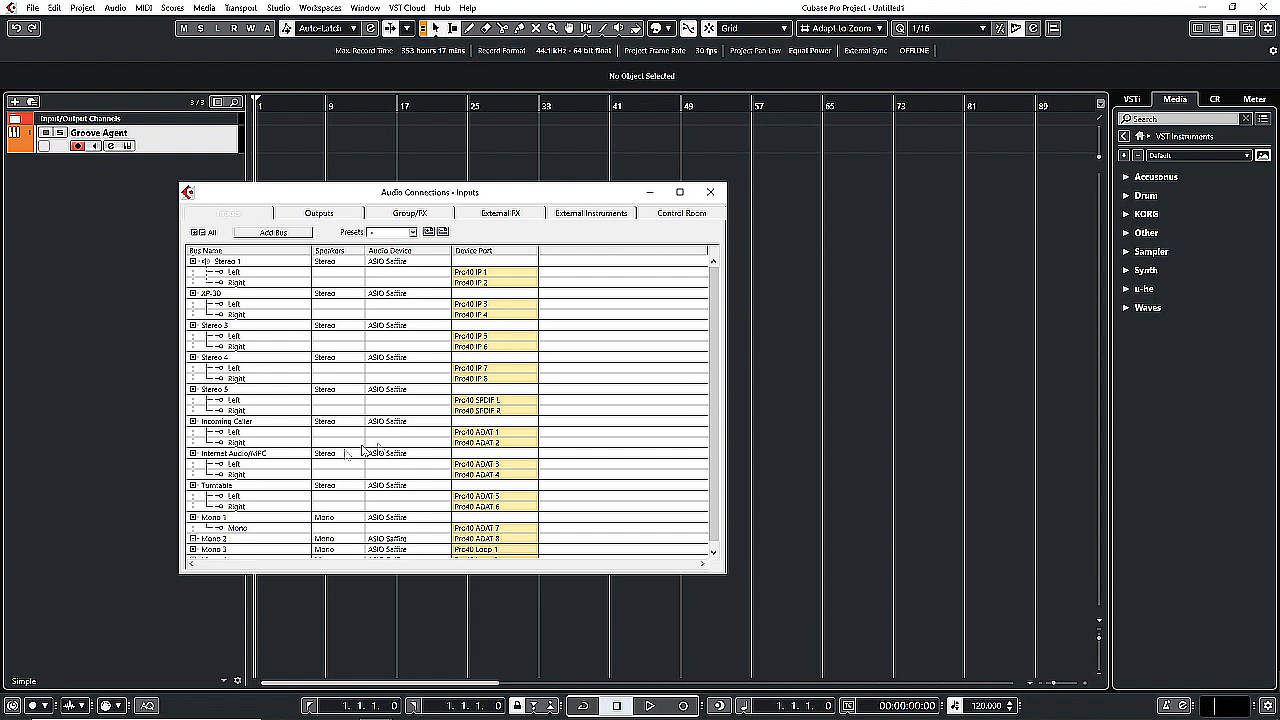 File Edit Project Audio MIDI Scores Media Transport Studio Workspaces Window VST Cloud Hub Help
Cubase Pro Project - Untitled1
M S L R W A Auto-Latch Grid Adapt to Zoom Q 1/16
Max. Record Time 353 hours 17 mins Record Format 44.1 kHz - 64 bit float Project Frame Rate 30 fps Project Pan Law Equal Power External Sync OFFLINE
No Object Selected
3 / 3 1 9 17 25 33 41 49 57 65 73 81 89
VSTi Media CR Meter
Input/Output Channels
Search
1 S Groove Agent
VST Instruments
Default
Accusonus
Drum
KORG
Other
Sampler
Synth
u-he
Waves
Audio Connections - Inputs
Inputs Outputs Group/FX External FX External Instruments Control Room
All Add Bus Presets -
Bus Name Speakers Audio Device Device Port
Stereo 1 Stereo ASIO Saffire
Left Pro40 IP 1
Right Pro40 IP 2
XP-30 Stereo ASIO Saffire
Left Pro40 IP 3
Right Pro40 IP 4
Stereo 3 Stereo ASIO Saffire
Left Pro40 IP 5
Right Pro40 IP 6
Stereo 4 Stereo ASIO Saffire
Left Pro40 IP 7
Right Pro40 IP 8
Stereo 5 Stereo ASIO Saffire
Left Pro40 SPDIF L
Right Pro40 SPDIF R
Incoming Caller Stereo ASIO Saffire
Left Pro40 ADAT 1
Right Pro40 ADAT 2
Internet Audio/MPC Stereo ASIO Saffire
Left Pro40 ADAT 3
Right Pro40 ADAT 4
Turntable Stereo ASIO Saffire
Left Pro40 ADAT 5
Right Pro40 ADAT 6
Mono 1 Mono ASIO Saffire
Mono Pro40 ADAT 7
Mono 2 Mono ASIO Saffire Pro40 ADAT 8
Mono 3 Mono ASIO Saffire Pro40 Loop 1
Simple
AQ 1. 1. 1. 0 1. 1. 1. 0 1. 1. 1. 0 00:00:00:00 120.000